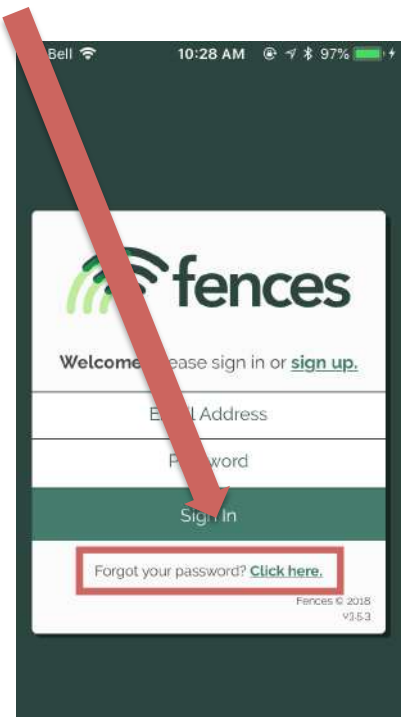 Bell 10:28 AM 97%
fences
Welcome ease sign in or sign up.
E l Address
P word
Sign In
Forgot your password? Click here.
Fences © 2018
v3.5.3